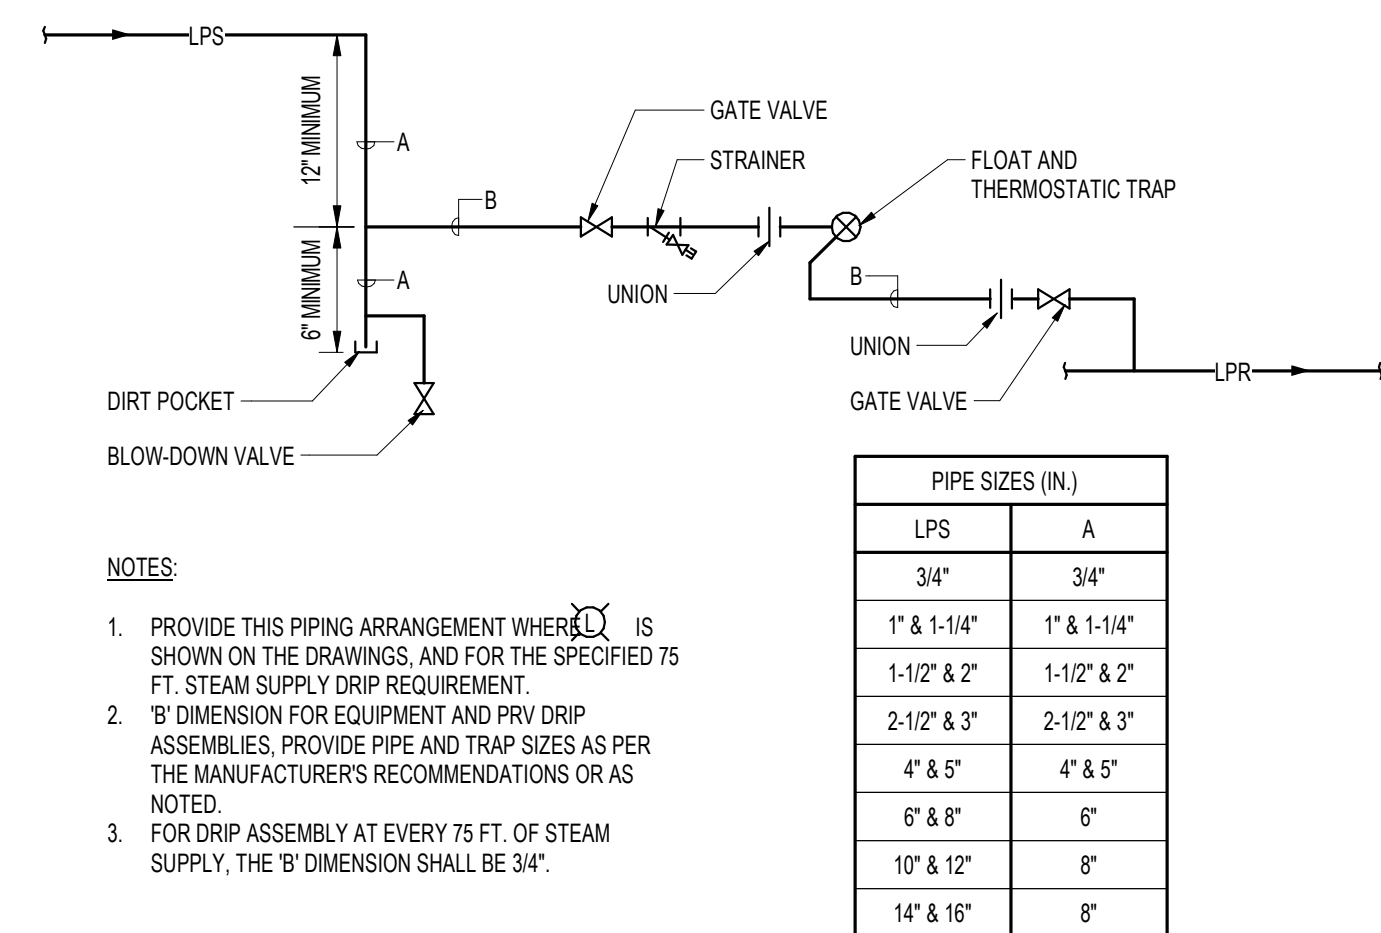 LPS
12" MINIMUM
A
GATE VALVE
STRAINER
FLOAT AND
THERMOSTATIC TRAP
B
6" MINIMUM
A
UNION
B
UNION
LPR
DIRT POCKET
GATE VALVE
BLOW-DOWN VALVE
NOTES:
1. PROVIDE THIS PIPING ARRANGEMENT WHERE L IS
SHOWN ON THE DRAWINGS, AND FOR THE SPECIFIED 75
FT. STEAM SUPPLY DRIP REQUIREMENT.
2. 'B' DIMENSION FOR EQUIPMENT AND PRV DRIP
ASSEMBLIES, PROVIDE PIPE AND TRAP SIZES AS PER
THE MANUFACTURER'S RECOMMENDATIONS OR AS
NOTED.
3. FOR DRIP ASSEMBLY AT EVERY 75 FT. OF STEAM
SUPPLY, THE 'B' DIMENSION SHALL BE 3/4".
PIPE SIZES (IN.)
LPS A
3/4" 3/4"
1" & 1-1/4" 1" & 1-1/4"
1-1/2" & 2" 1-1/2" & 2"
2-1/2" & 3" 2-1/2" & 3"
4" & 5" 4" & 5"
6" & 8" 6"
10" & 12" 8"
14" & 16" 8"